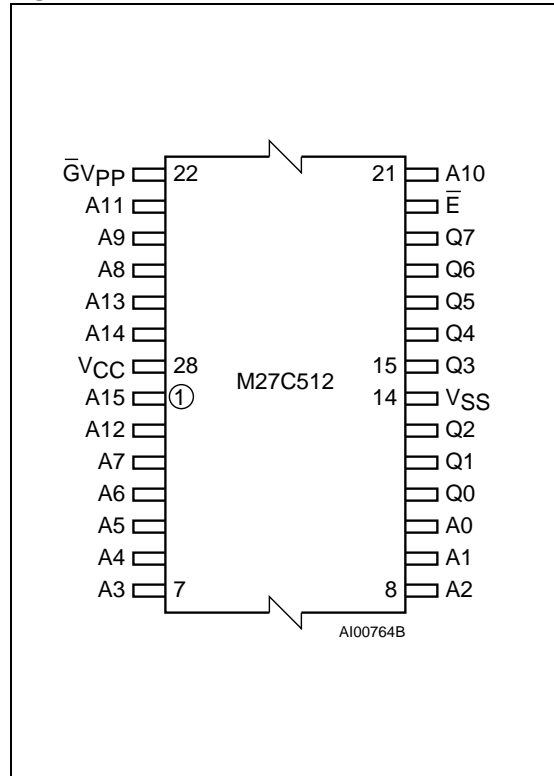 G̅VPP 22 21 A10
A11 E̅
A9 Q7
A8 Q6
A13 Q5
A14 Q4
VCC 28 15 Q3
M27C512
A15 1 14 VSS
A12 Q2
A7 Q1
A6 Q0
A5 A0
A4 A1
A3 7 8 A2
AI00764B